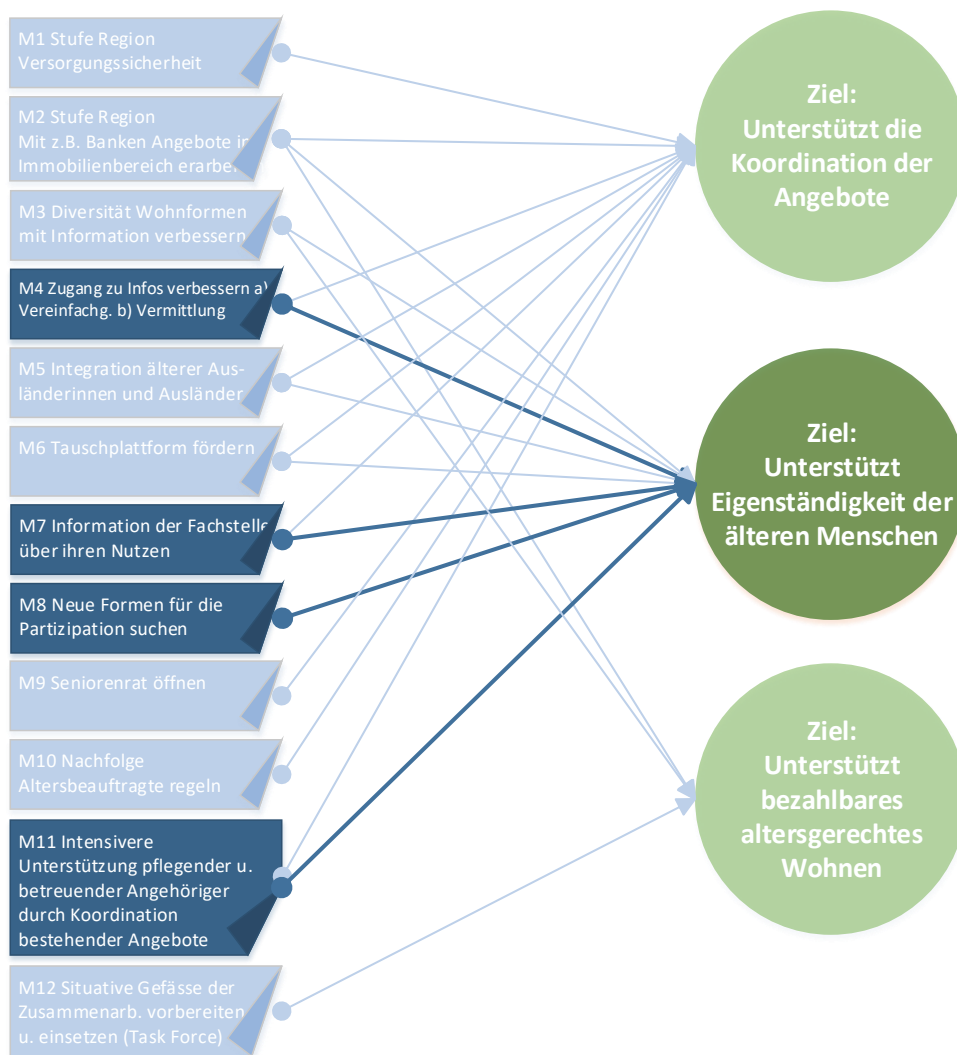 M1 Stufe Region
Versorgungssicherheit
M2 Stufe Region
Mit z.B. Banken Angebote im
Immobilienbereich
M3 Diversität Wohnformen
mit Information verbessern
M4 Zugang zu Infos verbessern a)
Vereinfachg. b) Vermittlung
M5 Integration älterer Aus-
länderinnen und Ausländer
M6 Tauschplattform fördern
M7 Information der Fachstelle
über ihren Nutzen
M8 Neue Formen für die
Partizipation suchen
M9 Seniorenrat öffnen
M10 Nachfolge
Altersbeauftragte regeln
M11 Intensivere
Unterstützung pflegender u.
betreuender Angehöriger
durch Koordination
bestehender Angebote
M12 Situative Gefässe der
Zusammenarb. vorbereiten
u. einsetzen (Task Force)
Ziel:
Unterstützt die
Koordination der
Angebote
Ziel:
Unterstützt
Eigenständigkeit der
älteren Menschen
Ziel:
Unterstützt
bezahlbares
altersgerechtes
Wohnen